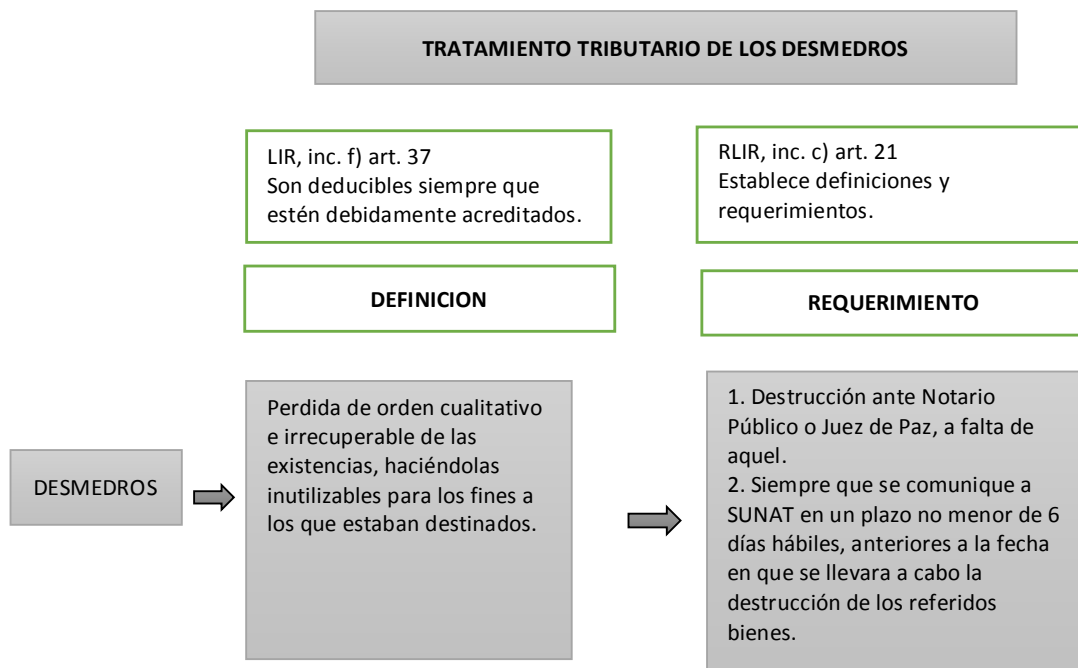 TRATAMIENTO TRIBUTARIO DE LOS DESMEDROS
LIR, inc. f) art. 37
Son deducibles siempre que
estén debidamente acreditados.
RLIR, inc. c) art. 21
Establece definiciones y
requerimientos.
DEFINICION
REQUERIMIENTO
DESMEDROS
Perdida de orden cualitativo
e irrecuperable de las
existencias, haciéndolas
inutilizables para los fines a
los que estaban destinados.
1. Destrucción ante Notario
Público o Juez de Paz, a falta de
aquel.
2. Siempre que se comunique a
SUNAT en un plazo no menor de 6
días hábiles, anteriores a la fecha
en que se llevara a cabo la
destrucción de los referidos
bienes.